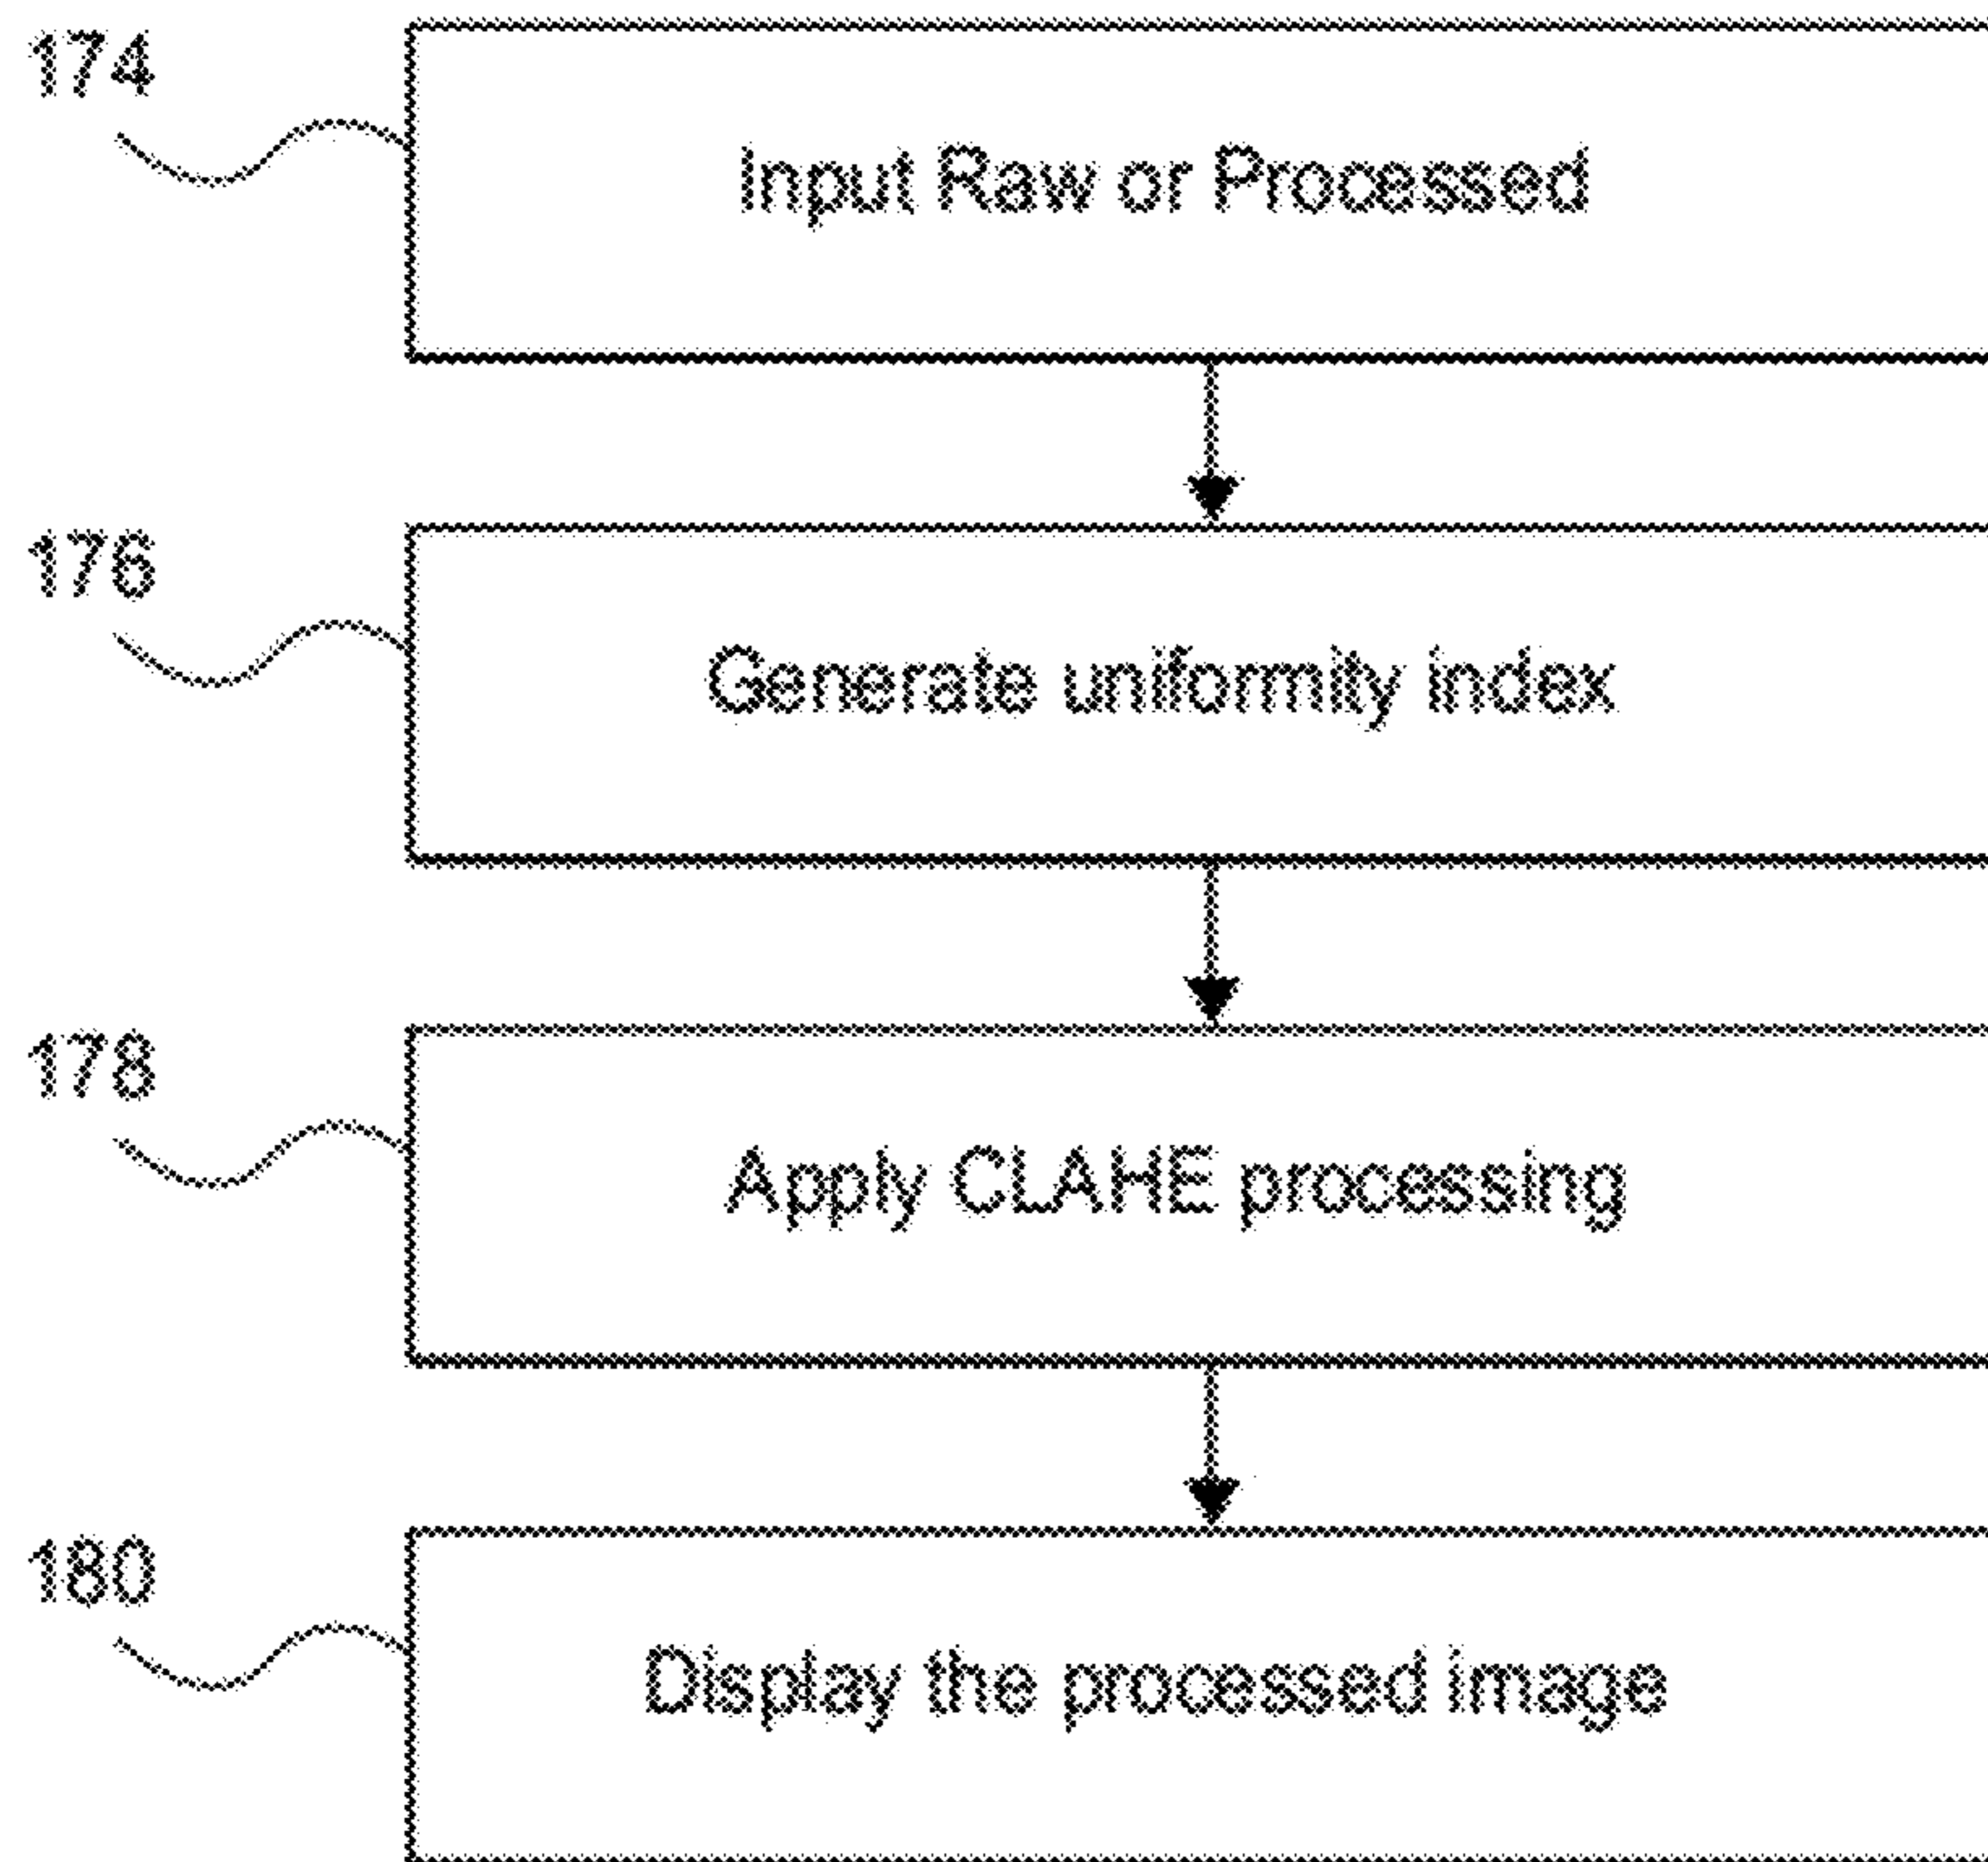 174
Input Raw or Processed
176
Generate uniformity index
178
Apply CLAHE processing
180
Display the processed image